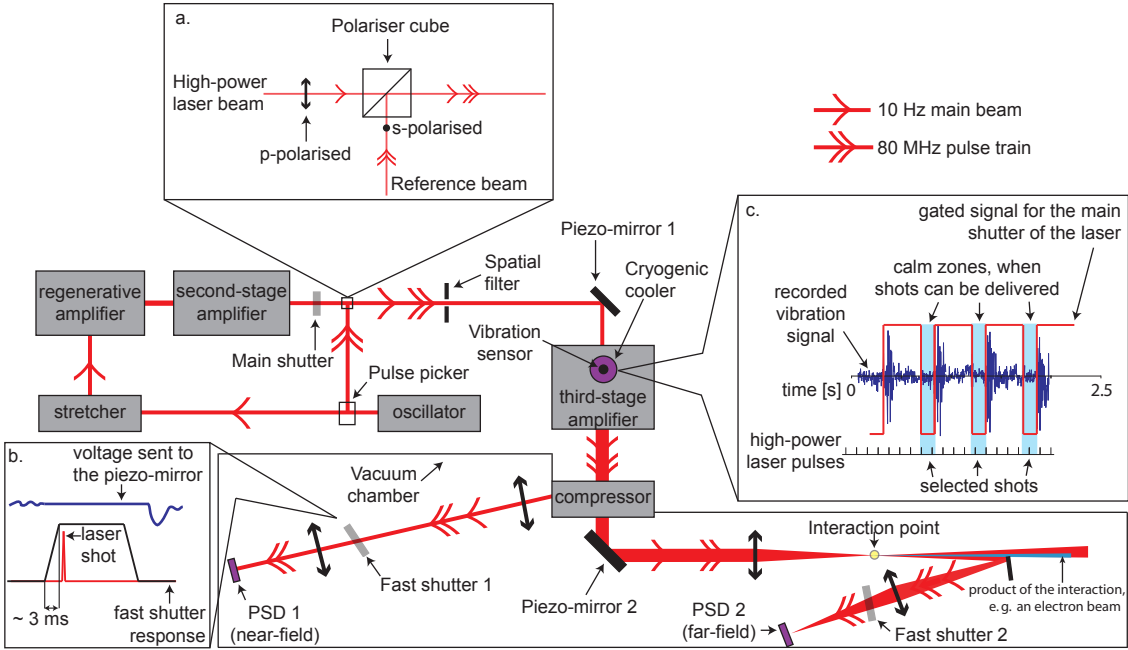 a.
Polariser cube
High-power
laser beam
s-polarised
p-polarised
Reference beam
10 Hz main beam
80 MHz pulse train
c.
gated signal for the main
shutter of the laser
calm zones, when
shots can be delivered
recorded
vibration
signal
time [s]
0
2.5
high-power
laser pulses
selected shots
Piezo-mirror 1
Spatial
filter
Cryogenic
cooler
regenerative
amplifier
second-stage
amplifier
Main shutter
Vibration
sensor
Pulse picker
stretcher
oscillator
third-stage
amplifier
b.
voltage sent to
the piezo-mirror
laser
shot
~ 3 ms
fast shutter
response
Vacuum
chamber
compressor
Interaction point
Fast shutter 1
PSD 1
(near-field)
Piezo-mirror 2
PSD 2
(far-field)
Fast shutter 2
product of the interaction,
e. g. an electron beam